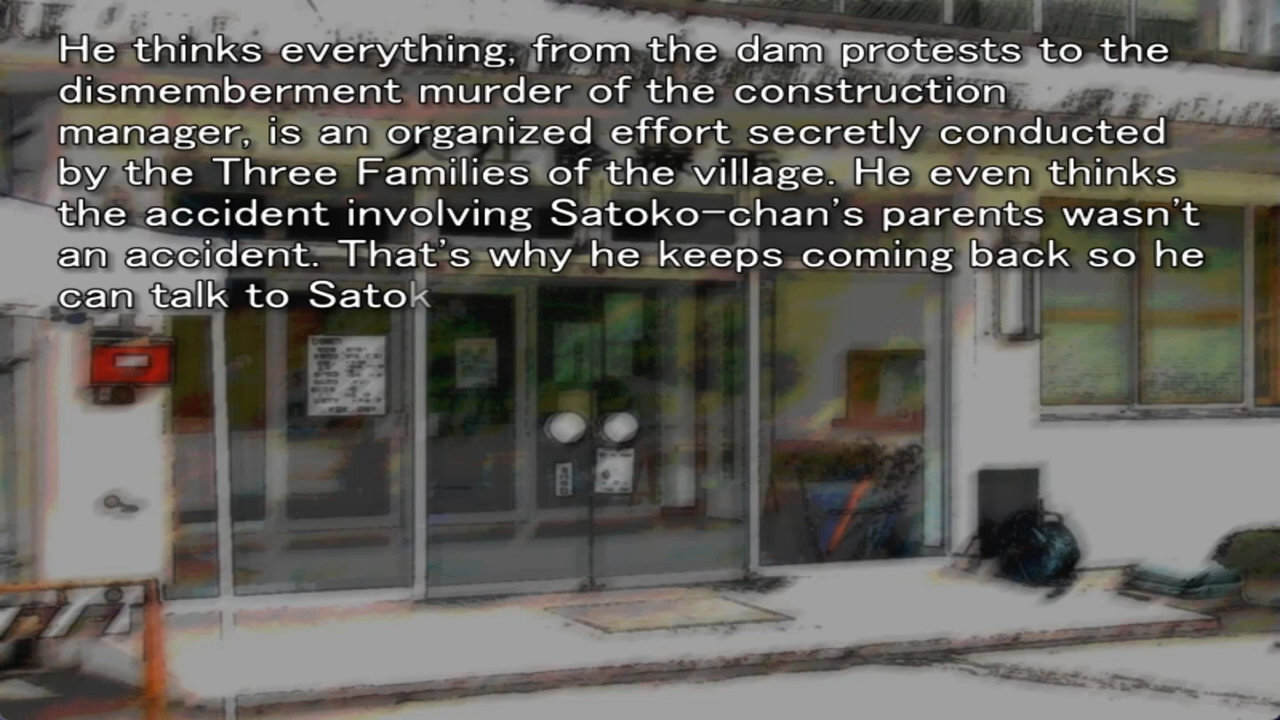 He thinks everything, from the dam protests to the
dismemberment murder of the construction
manager, is an organized effort secretly conducted
by the Three Families of the village. He even thinks
the accident involving Satoko-chan's parents wasn't
an accident. That's why he keeps coming back so he
can talk to Satok